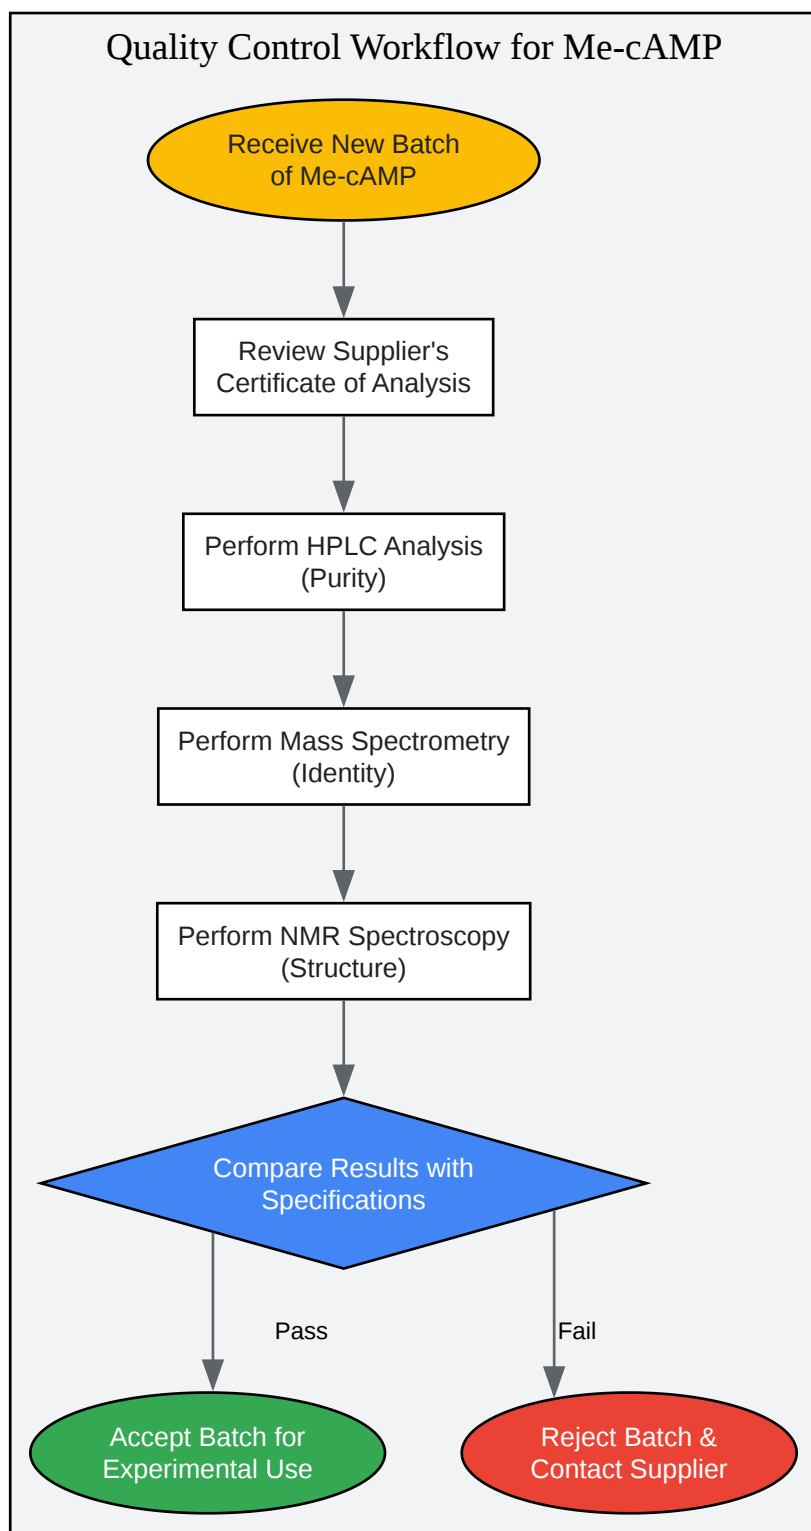 Quality Control Workflow for Me-cAMP
Receive New Batch
of Me-cAMP
Review Supplier's
Certificate of Analysis
Perform HPLC Analysis
(Purity)
Perform Mass Spectrometry
(Identity)
Perform NMR Spectroscopy
(Structure)
Compare Results with
Specifications
Pass
Fail
Accept Batch for
Experimental Use
Reject Batch &
Contact Supplier